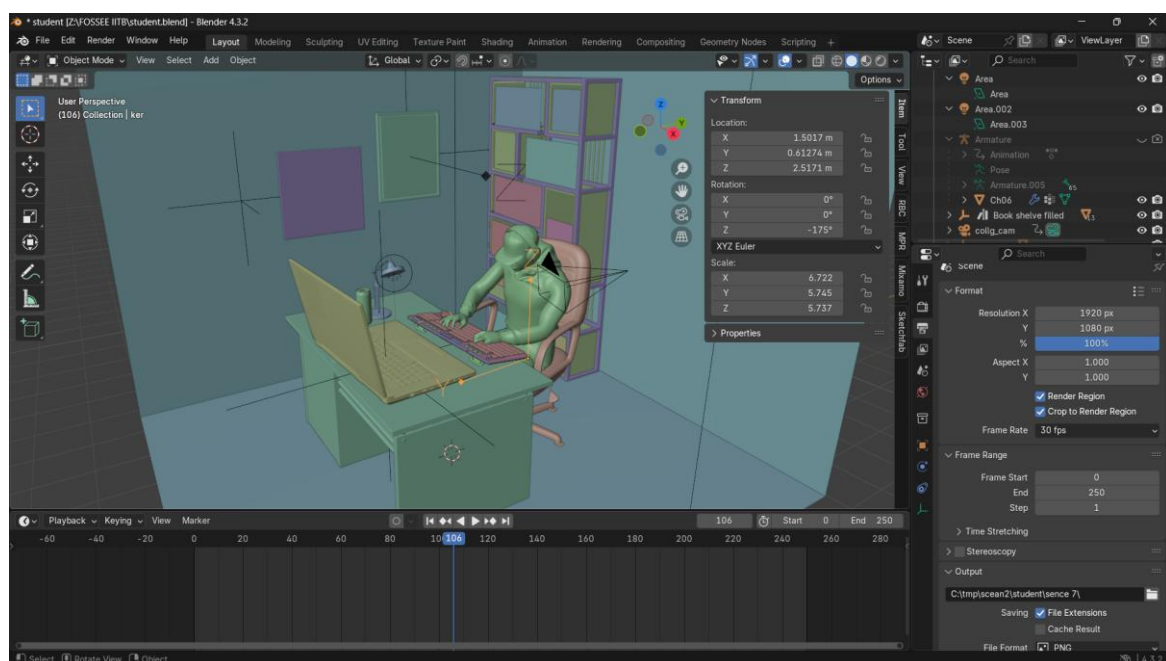 * student [Z:\FOSSEE IITB\student.blend] - Blender 4.3.2
File Edit Render Window Help Layout Modeling Sculpting UV Editing Texture Paint Shading Animation Rendering Compositing Geometry Nodes Scripting + Scene ViewLayer
Object Mode View Select Add Object Global Search
Options
User Perspective
(106) Collection | ker
Transform
Location:
X 1.5017 m
Y 0.61274 m
Z 2.5171 m
Rotation:
X 0°
Y 0°
Z -175°
XYZ Euler
Scale:
X 6.722
Y 5.745
Z 5.737
Properties
Item
Tool
View
RBC
MPR
Mixamo
Sketchfab
Z
Y
X
Area
Area
Area.002
Area.003
Armature
Animation
Pose
Armature.005 65
Ch06
Book shelve filled 13
collg_cam
Search
Scene
Format
Resolution X 1920 px
Y 1080 px
% 100%
Aspect X 1.000
Y 1.000
Render Region
Crop to Render Region
Frame Rate 30 fps
Frame Range
Frame Start 0
End 250
Step 1
Time Stretching
Stereoscopy
Output
C:\tmp\scean2\student\sence 7\
Saving File Extensions
Cache Result
File Format PNG
Playback Keying View Marker 106 Start 0 End 250
-60 -40 -20 0 20 40 60 80 106 120 140 160 180 200 220 240 260 280
Select Rotate View Object 4.3.2